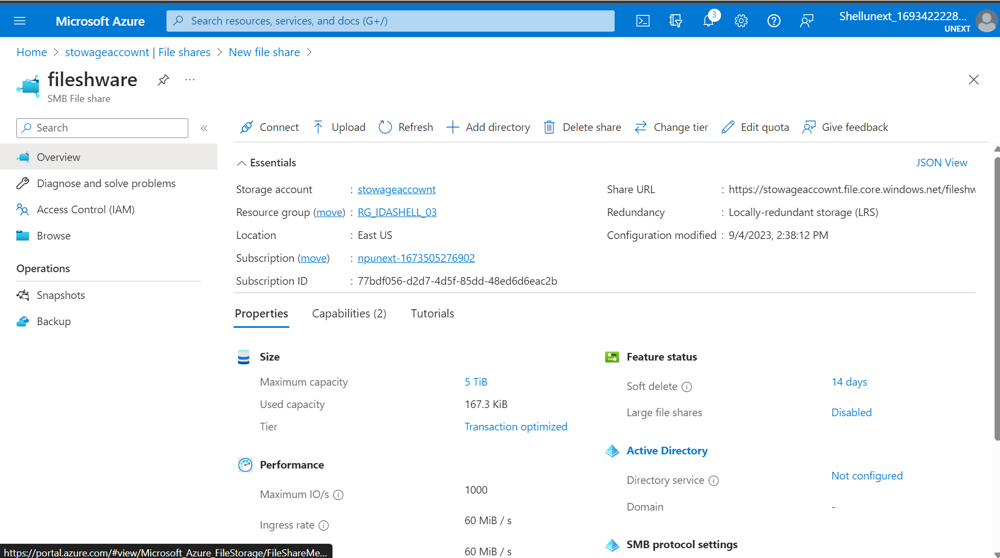 Microsoft Azure
Search resources, services, and docs (G+/)
3
Shellunext_1693422228...
UNEXT
Home > stowageaccownt | File shares > New file share >
fileshware
...
SMB File share
Search
«
Connect Upload Refresh Add directory Delete share Change tier Edit quota Give feedback
Overview
Diagnose and solve problems
Access Control (IAM)
Browse
Operations
Snapshots
Backup
Essentials
JSON View
Storage account : stowageaccownt
Resource group (move) : RG_IDASHELL_03
Location : East US
Subscription (move) : npunext-1673505276902
Subscription ID : 77bdf056-d2d7-4d5f-85dd-48ed6d6eac2b
Share URL : https://stowageaccownt.file.core.windows.net/fileshw
Redundancy : Locally-redundant storage (LRS)
Configuration modified : 9/4/2023, 2:38:12 PM
Properties Capabilities (2) Tutorials
Size
Maximum capacity 5 TiB
Used capacity 167.3 KiB
Tier Transaction optimized
Performance
Maximum IO/s 1000
Ingress rate 60 MiB / s
60 MiB / s
Feature status
Soft delete 14 days
Large file shares Disabled
Active Directory
Directory service Not configured
Domain -
SMB protocol settings
https://portal.azure.com/#view/Microsoft_Azure_FileStorage/FileShareMe...